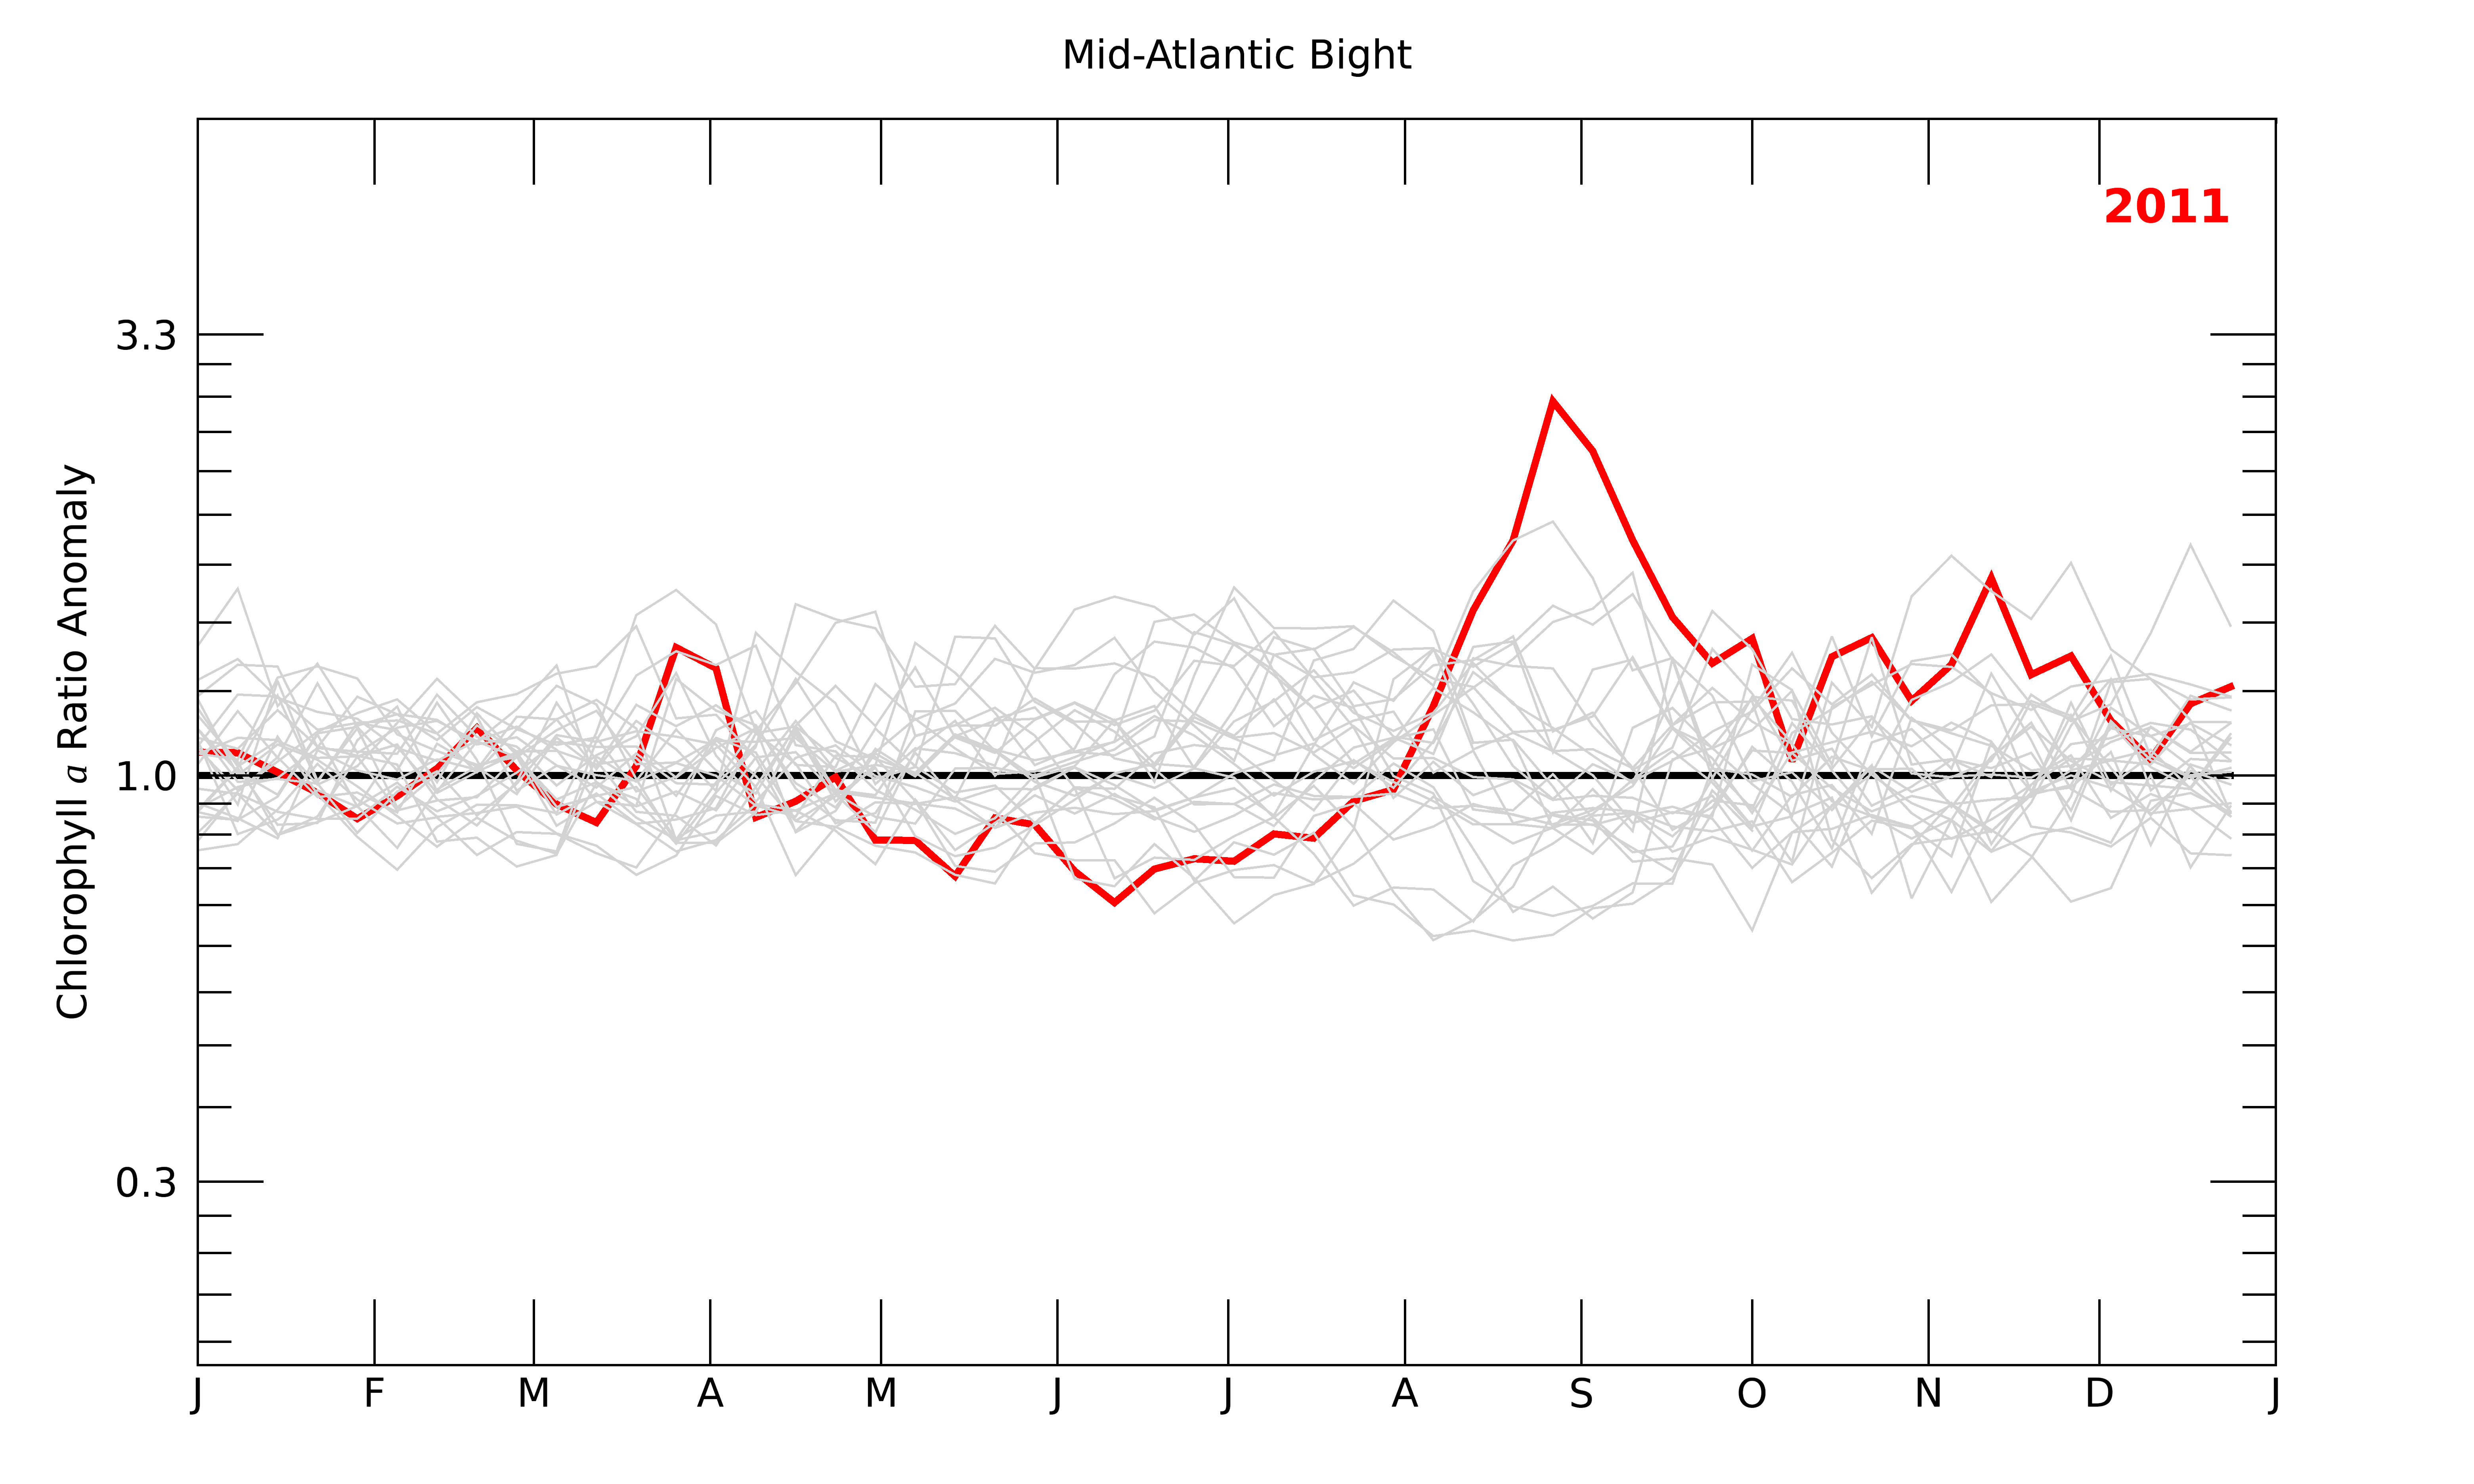 Mid-Atlantic Bight
2011
Chlorophyll a Ratio Anomaly
3.3
1.0
0.3
J F M A M J J A S O N D J